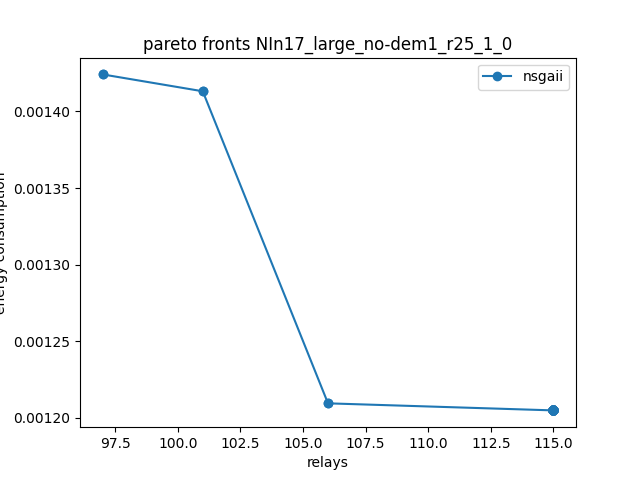 pareto fronts NIn17_large_no-dem1_r25_1_0
nsgaii
0.00140
0.00135
0.00130
0.00125
0.00120
energy consumption
97.5 100.0 102.5 105.0 107.5 110.0 112.5 115.0
relays